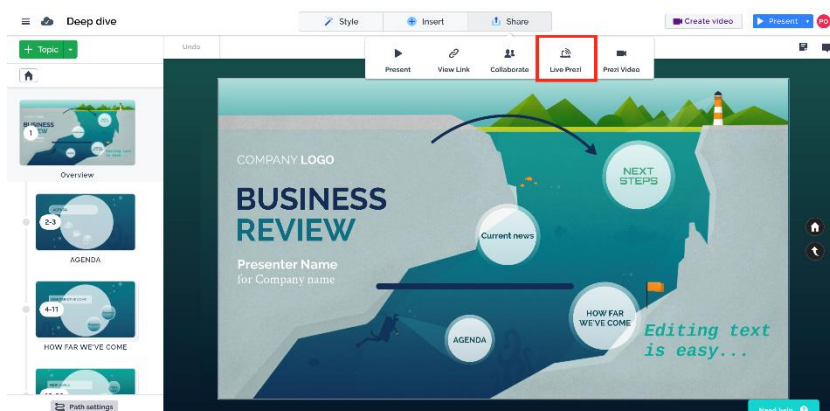 Deep dive
Style
Insert
Share
Create video
Present
PO
+ Topic
Undo
Present
View Link
Collaborate
Live Prezi
Prezi Video
1
Overview
2-3
AGENDA
4-11
HOW FAR WE'VE COME
Path settings
COMPANY LOGO
BUSINESS
REVIEW
Presenter Name
for Company name
NEXT
STEPS
Current news
HOW FAR
WE'VE COME
AGENDA
Editing text
is easy...
Need help